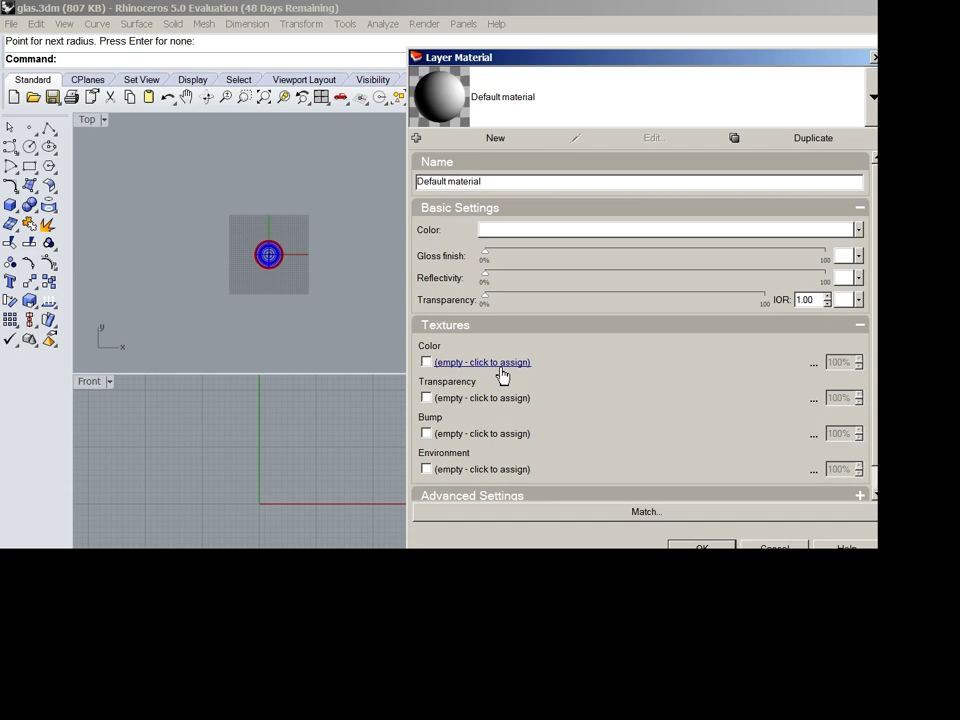 glas.3dm (807 KB) - Rhinoceros 5.0 Evaluation (48 Days Remaining)
File Edit View Curve Surface Solid Mesh Dimension Transform Tools Analyze Render Panels Help
Point for next radius. Press Enter for none:
Command:
Layer Material
Standard CPlanes Set View Display Select Viewport Layout Visibility
Default material
Top
New Edit... Duplicate
Name
Default material
Basic Settings
Color:
Gloss finish: 0% 100
Reflectivity: 0% 100
Transparency: 0% 100 IOR: 1.00
Textures
Color
(empty - click to assign) ... 100%
Transparency
(empty - click to assign) ... 100%
Bump
(empty - click to assign) ... 100%
Environment
(empty - click to assign) ... 100%
Advanced Settings
Match...
OK Cancel Help
y
x
Front